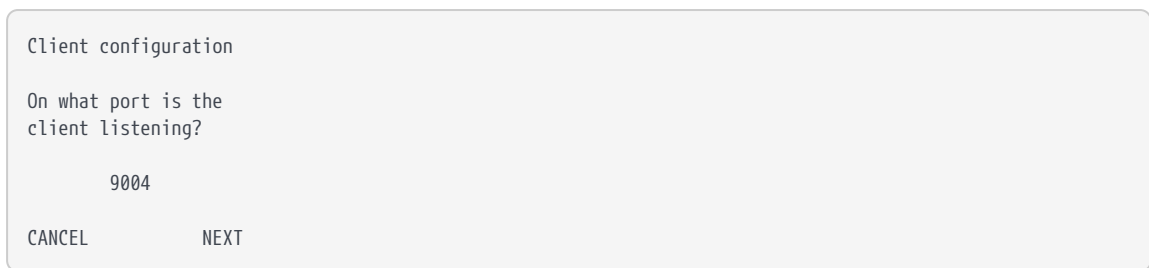 Client configuration
On what port is the
client listening?
9004
CANCEL NEXT